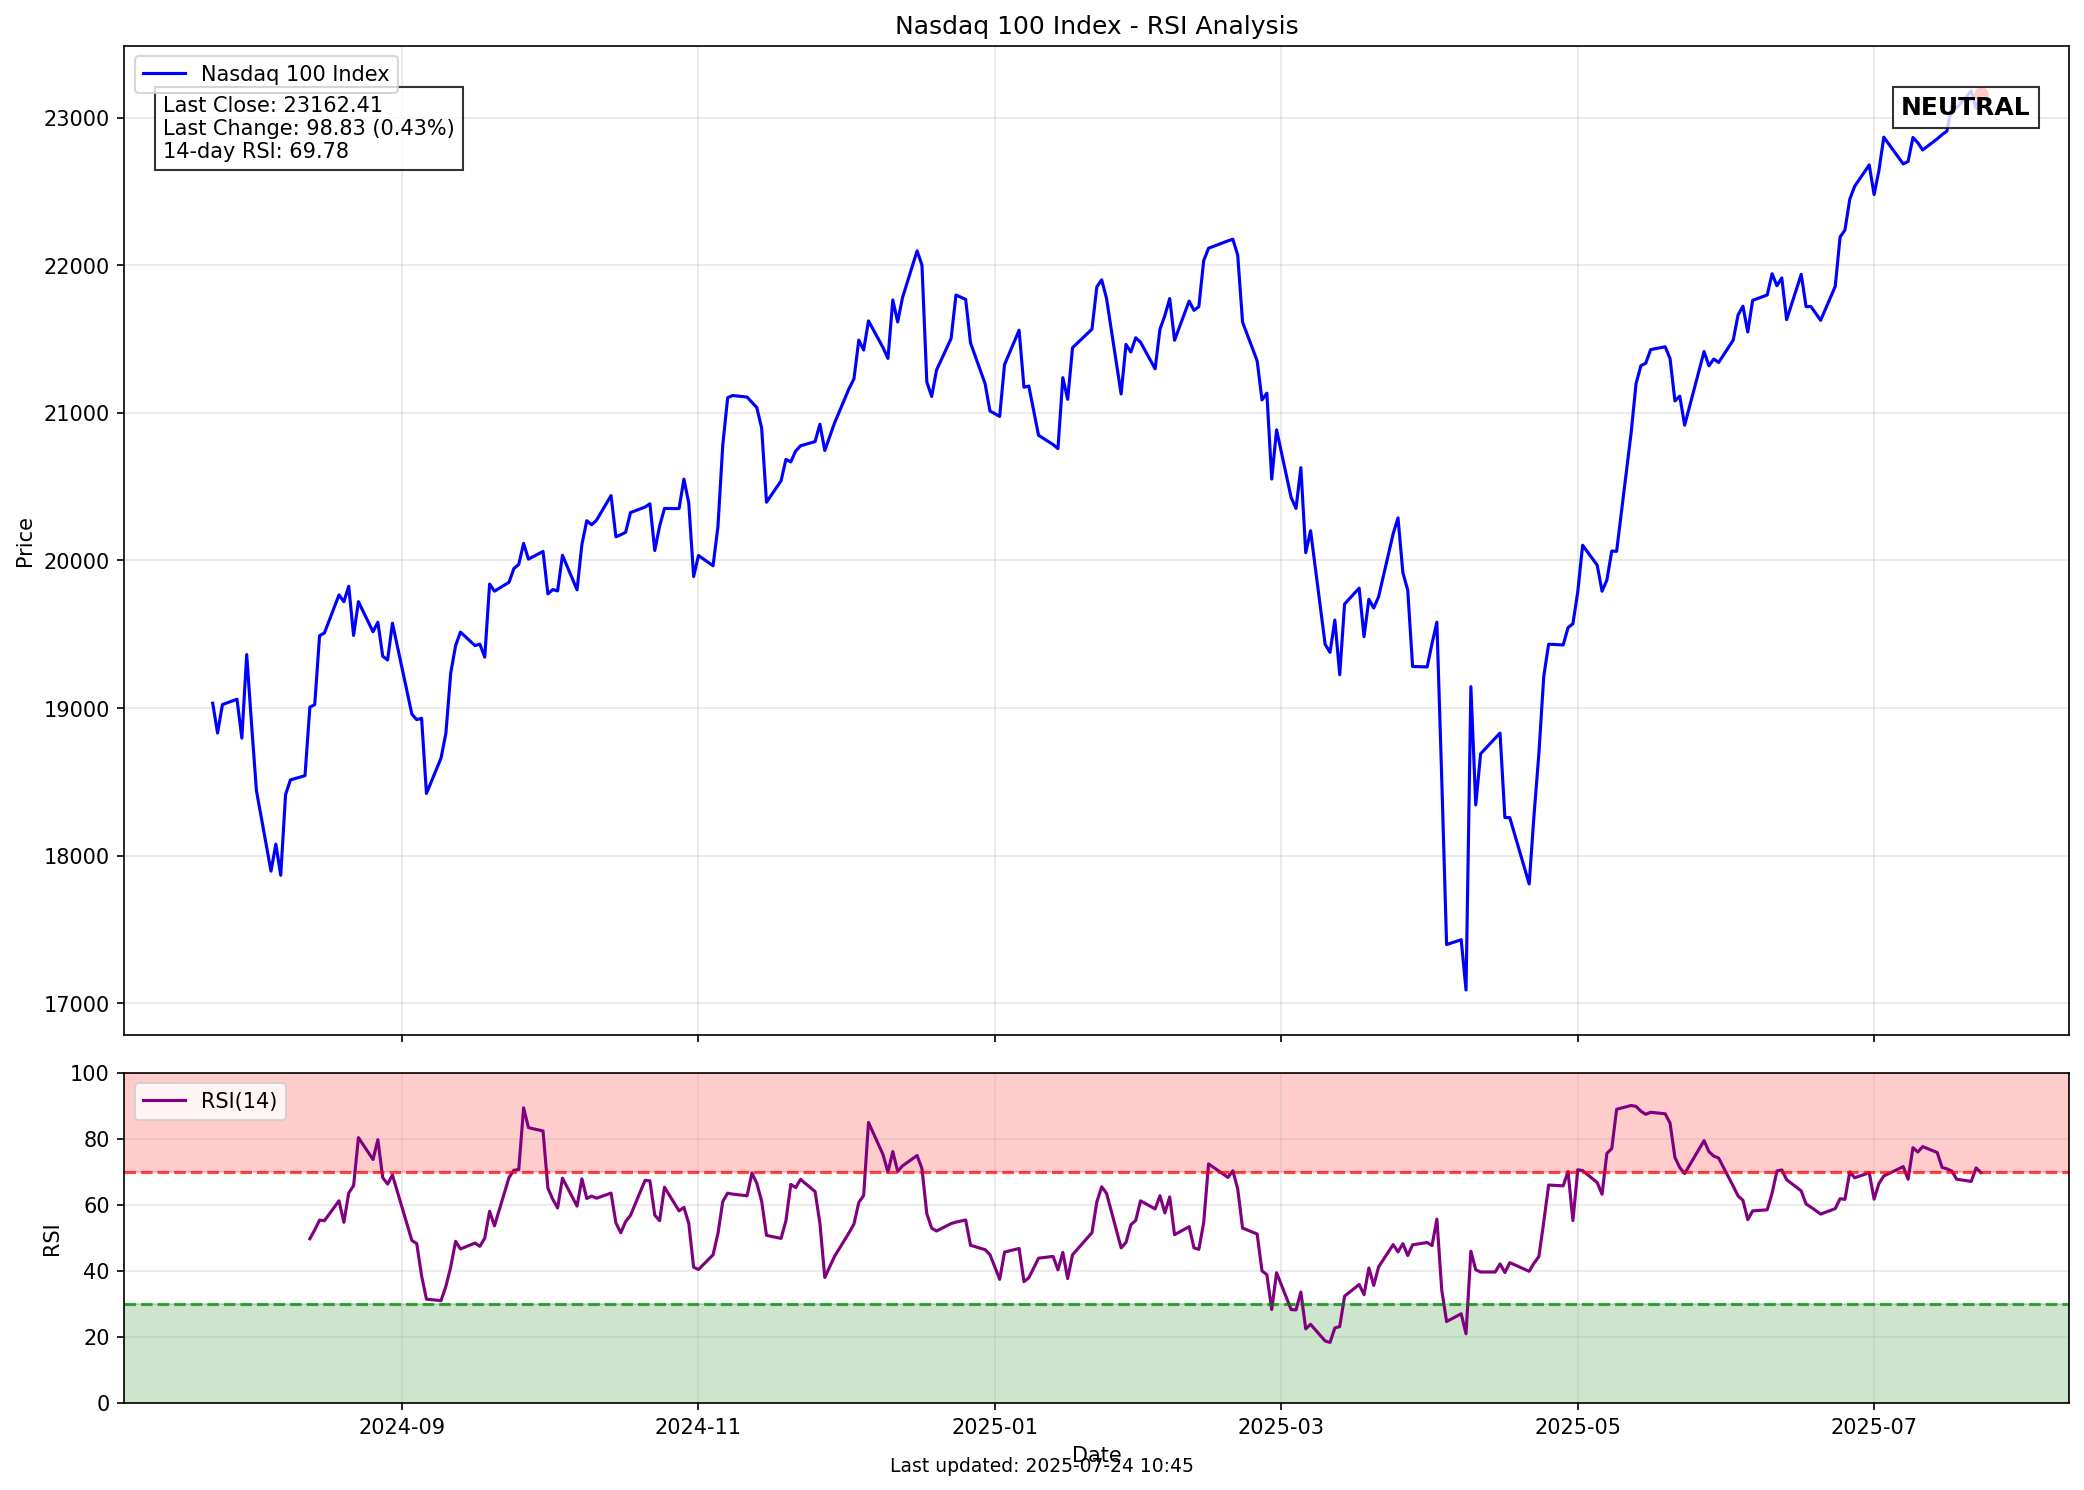 Nasdaq 100 Index - RSI Analysis
Nasdaq 100 Index
Last Close: 23162.41
Last Change: 98.83 (0.43%)
14-day RSI: 69.78
NEUTRAL
23000
22000
21000
20000
19000
18000
17000
Price
RSI(14)
100
80
60
40
20
0
RSI
2024-09
2024-11
2025-01
2025-03
2025-05
2025-07
Date
Last updated: 2025-07-24 10:45